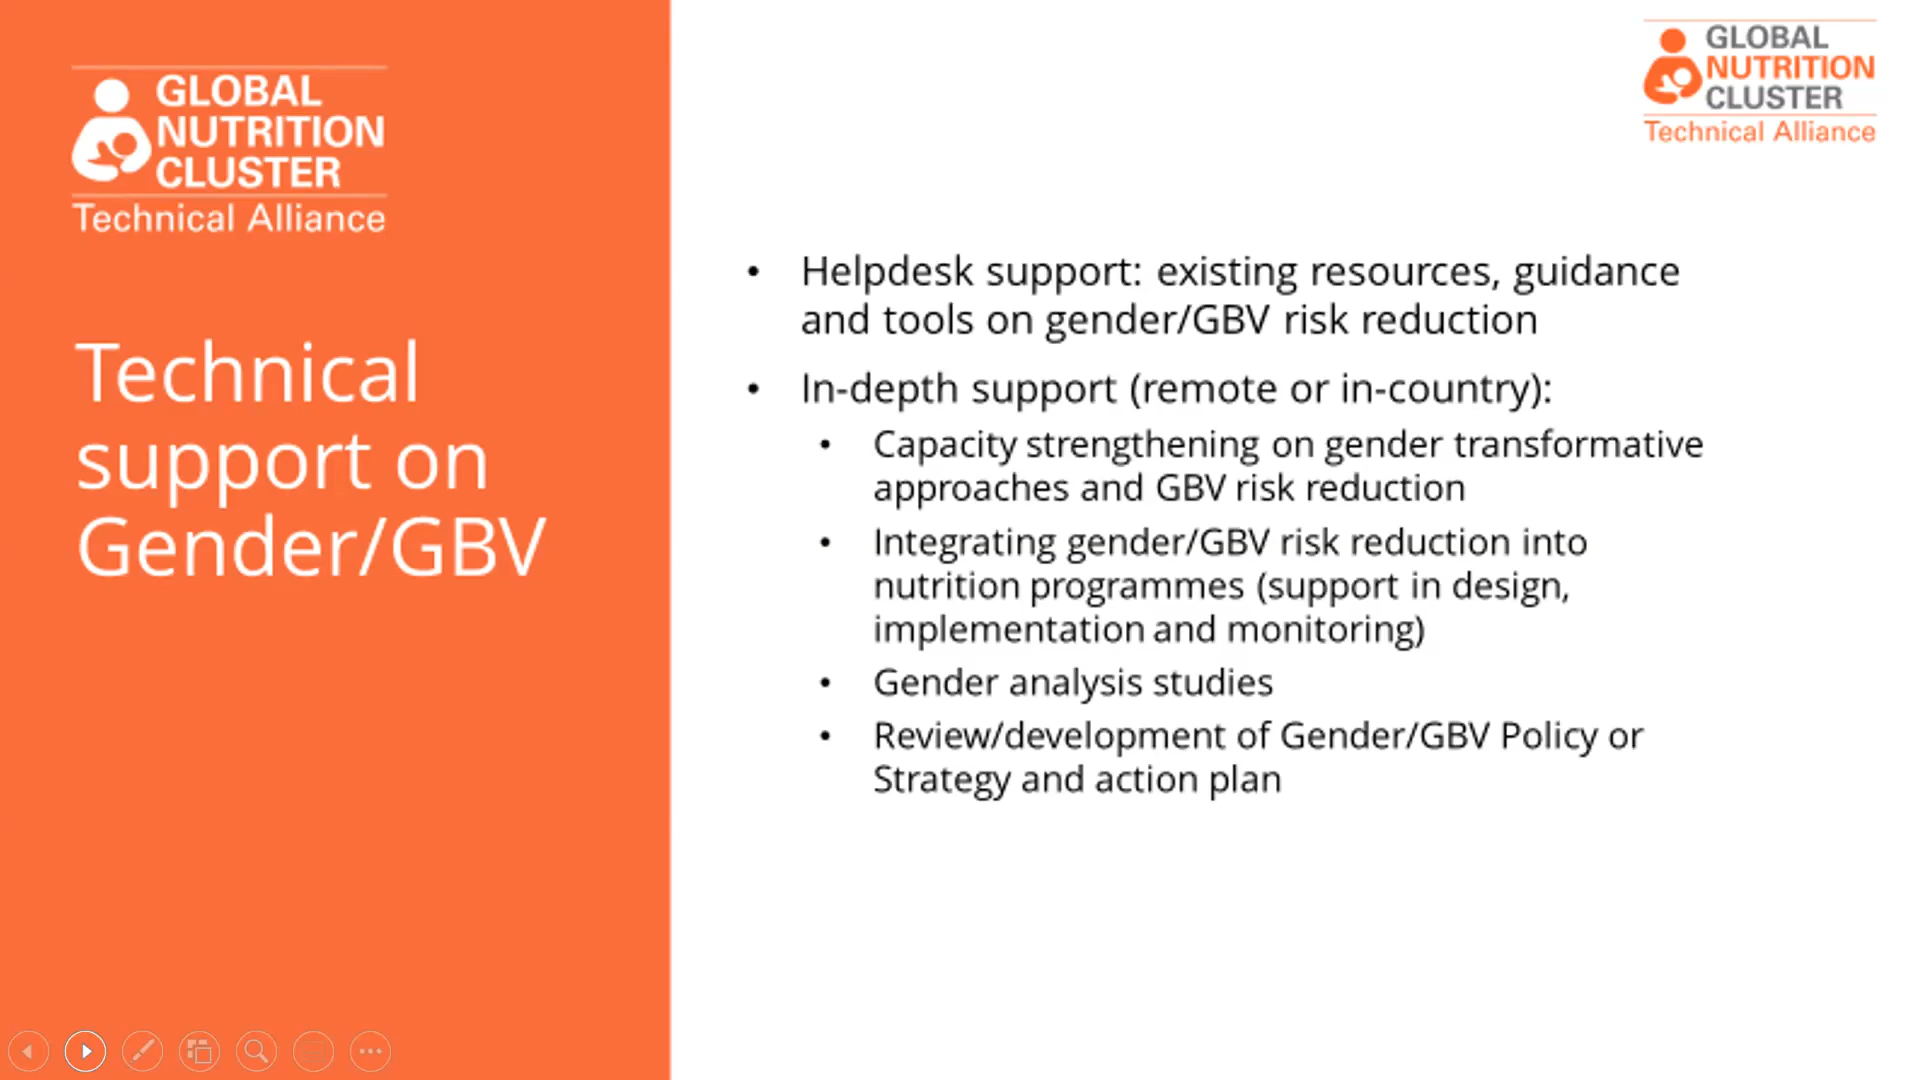 GLOBAL
NUTRITION
CLUSTER
Technical Alliance
Technical
support on
Gender/GBV
GLOBAL
NUTRITION
CLUSTER
Technical Alliance
• Helpdesk support: existing resources, guidance
and tools on gender/GBV risk reduction
• In-depth support (remote or in-country):
• Capacity strengthening on gender transformative
approaches and GBV risk reduction
• Integrating gender/GBV risk reduction into
nutrition programmes (support in design,
implementation and monitoring)
• Gender analysis studies
• Review/development of Gender/GBV Policy or
Strategy and action plan